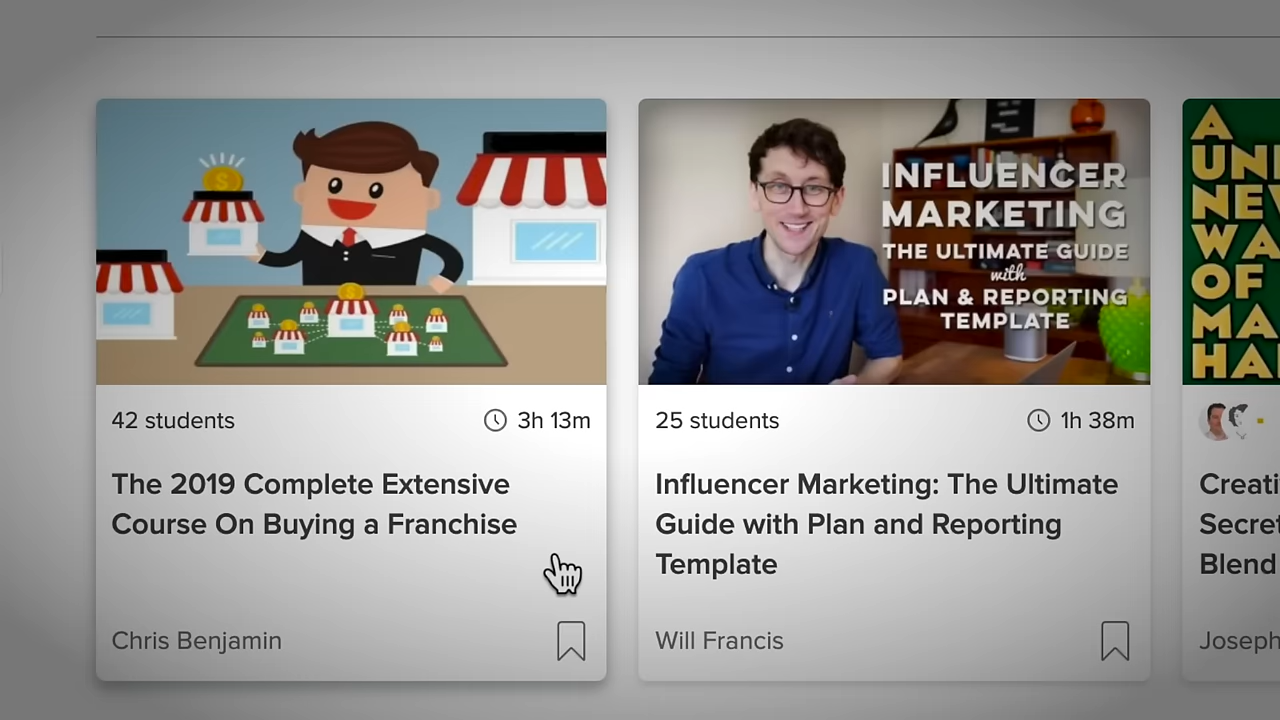 INFLUENCER
MARKETING
THE ULTIMATE GUIDE
with
PLAN & REPORTING
TEMPLATE
A
OF
42 students
3h 13m
The 2019 Complete Extensive
Course On Buying a Franchise
Chris Benjamin
25 students
1h 38m
Influencer Marketing: The Ultimate
Guide with Plan and Reporting
Template
Will Francis
Blend
Joseph